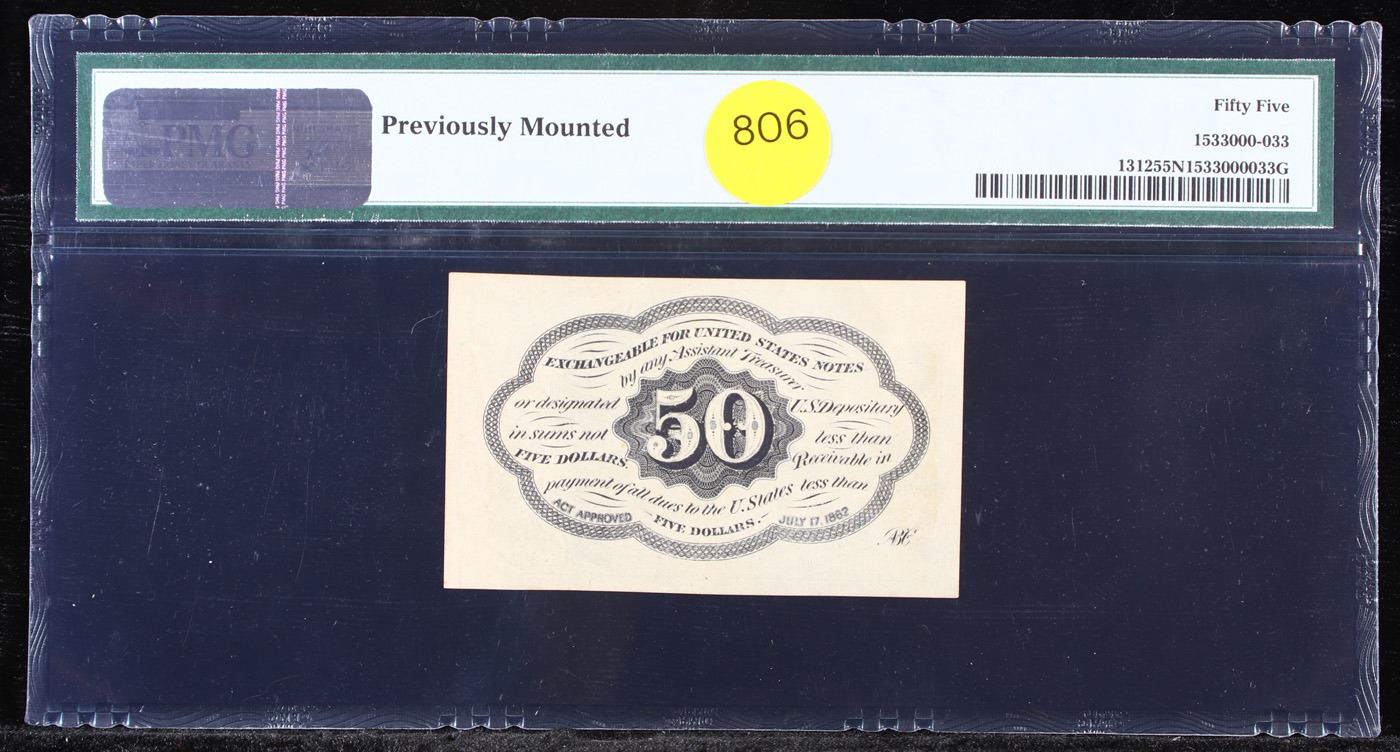 PMG
Previously Mounted
806
Fifty Five
1533000-033
131255N1533000033G
EXCHANGEABLE FOR UNITED STATES NOTES
by any Assistant Treasurer
or designated U.S. Depositary
in sums not less than
FIVE DOLLARS. Receivable in
50
payment of all dues to the U. States less than
FIVE DOLLARS.
ACT APPROVED JULY 17, 1862
ABC